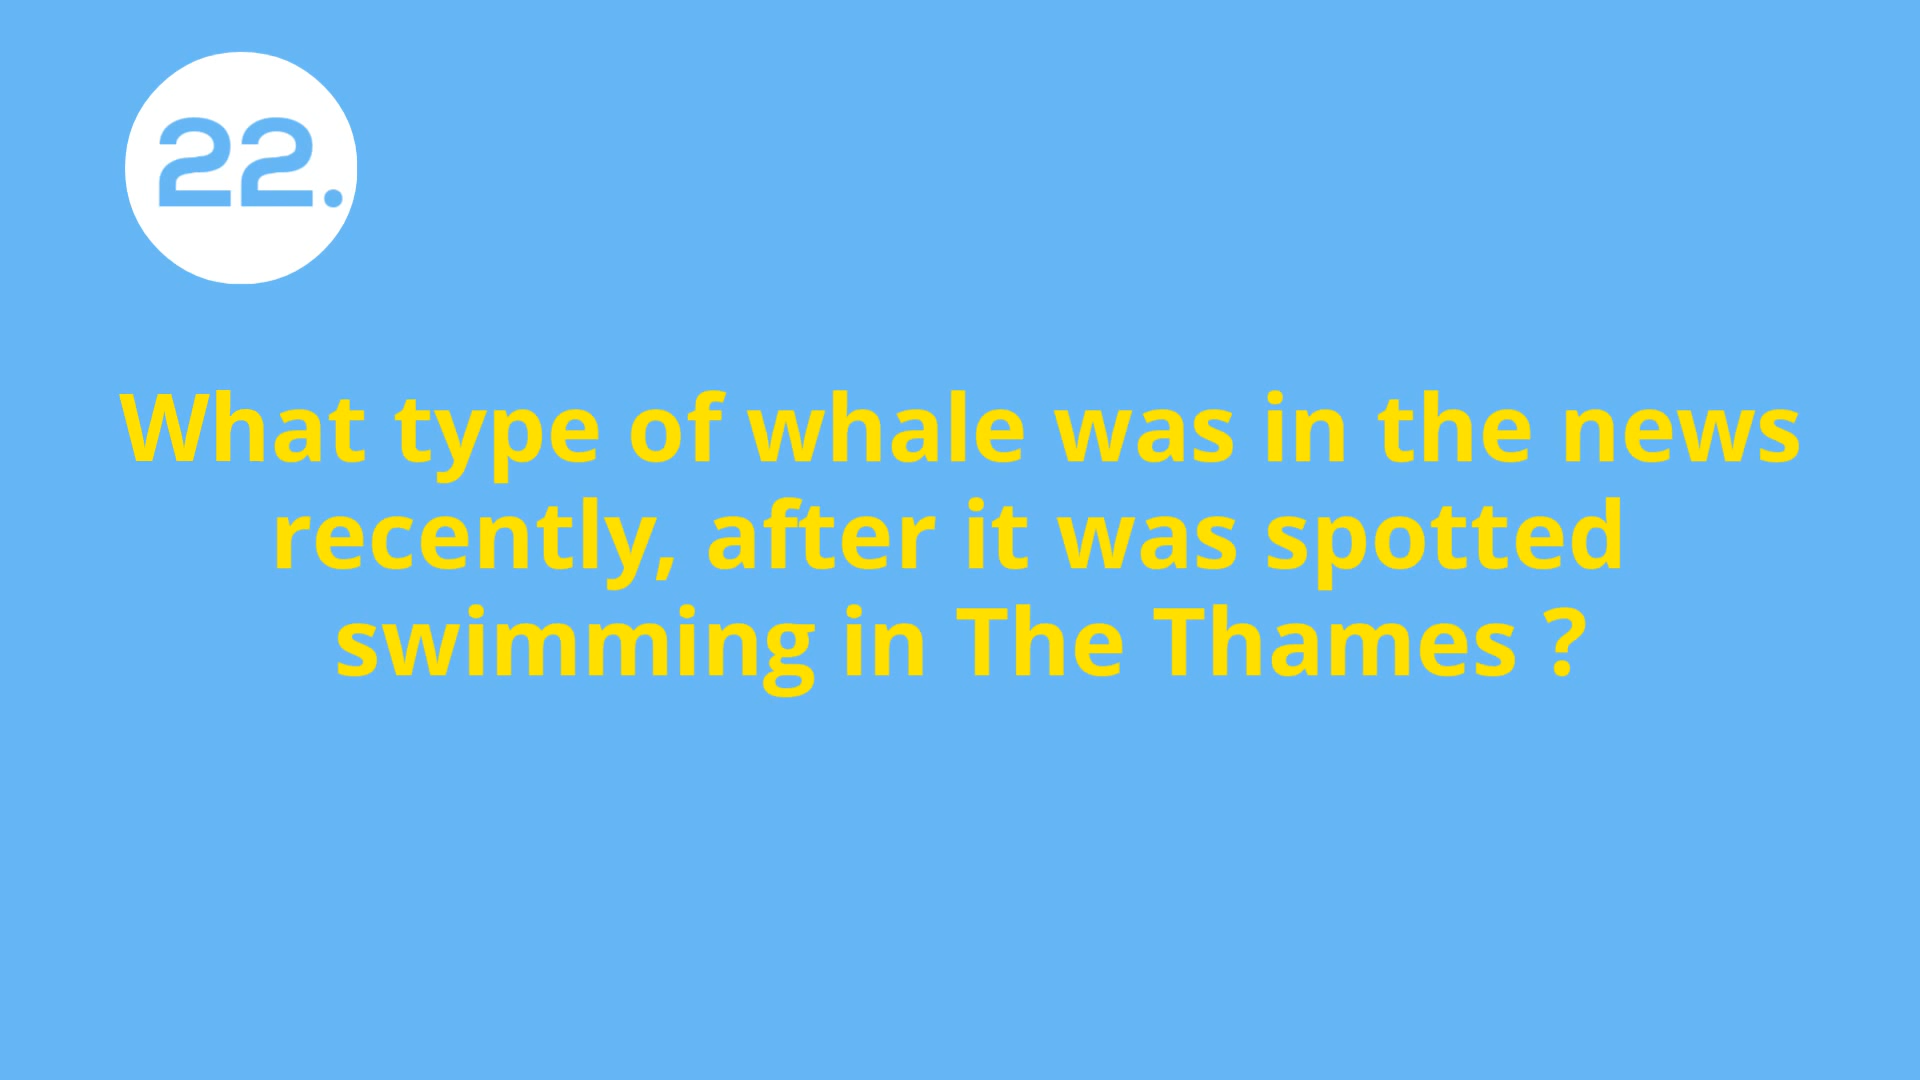 22.
What type of whale was in the news
recently, after it was spotted
swimming in The Thames ?